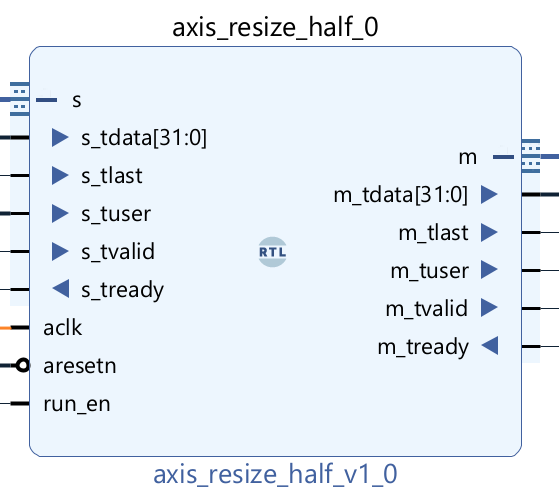 axis_resize_half_0
s
s_tdata[31:0]
s_tlast
s_tuser
s_tvalid
s_tready
aclk
aresetn
run_en
RTL
m
m_tdata[31:0]
m_tlast
m_tuser
m_tvalid
m_tready
axis_resize_half_v1_0